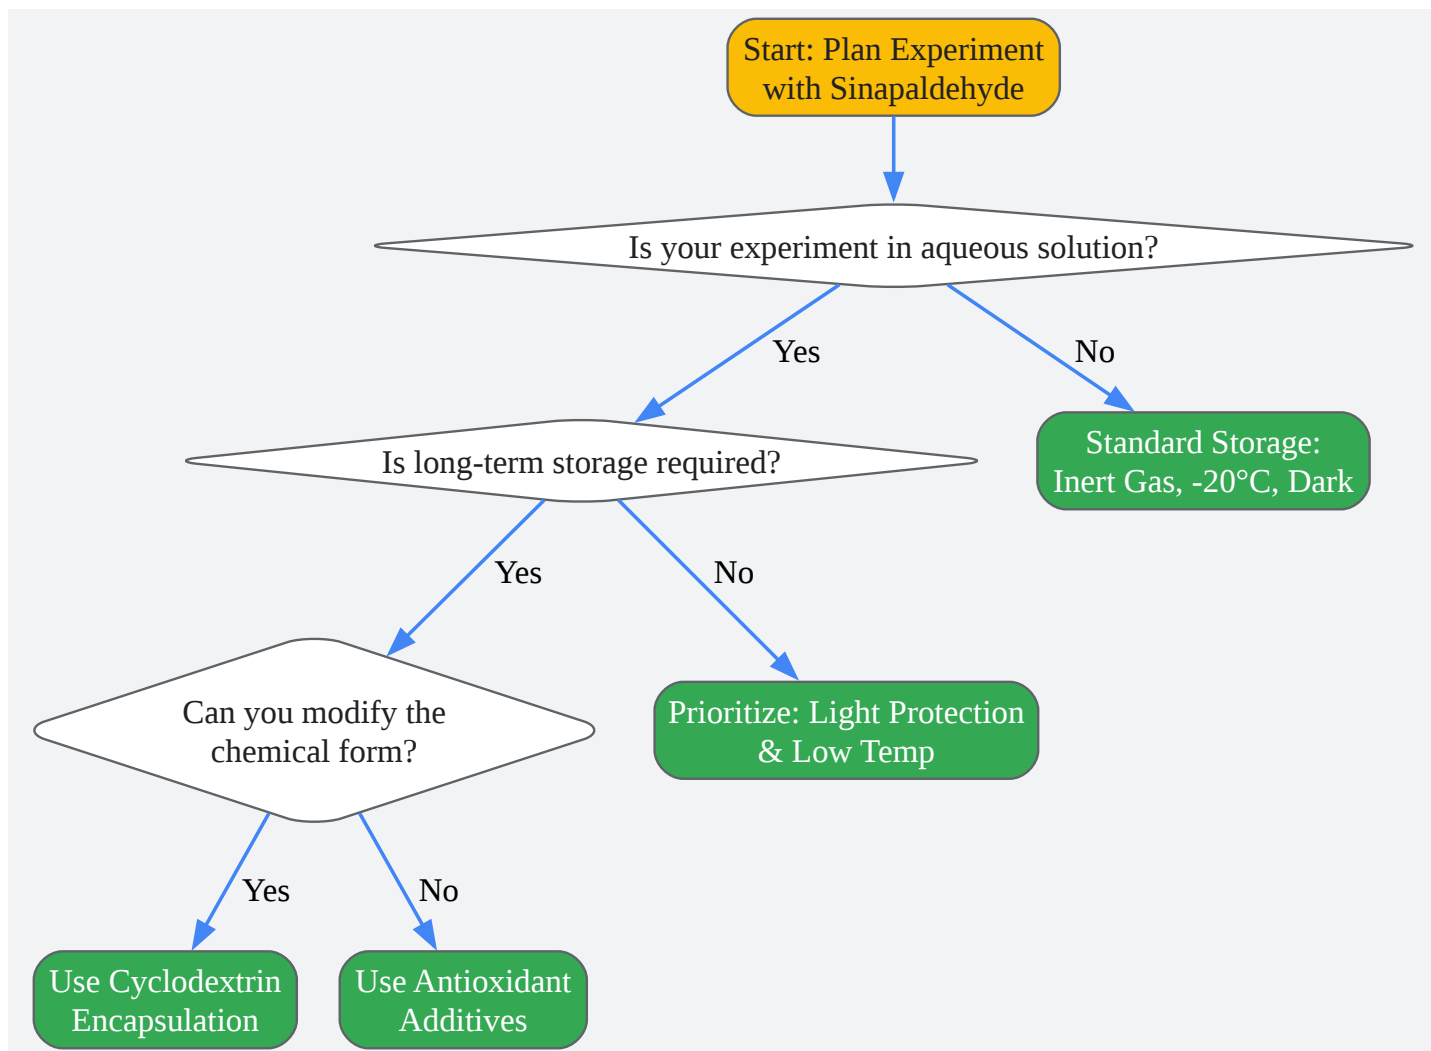 Start: Plan Experiment
with Sinapaldehyde
Is your experiment in aqueous solution?
Yes
No
Standard Storage:
Inert Gas, -20°C, Dark
Is long-term storage required?
Yes
No
Can you modify the
chemical form?
Prioritize: Light Protection
& Low Temp
Yes
No
Use Cyclodextrin
Encapsulation
Use Antioxidant
Additives